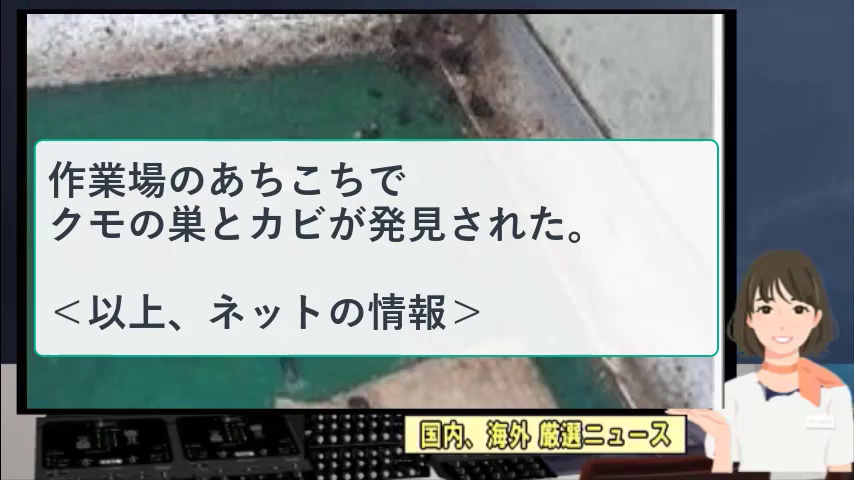 作業場のあちこちで
クモの巣とカビが発見された。
＜以上、ネットの情報＞
国内、海外 厳選ニュース